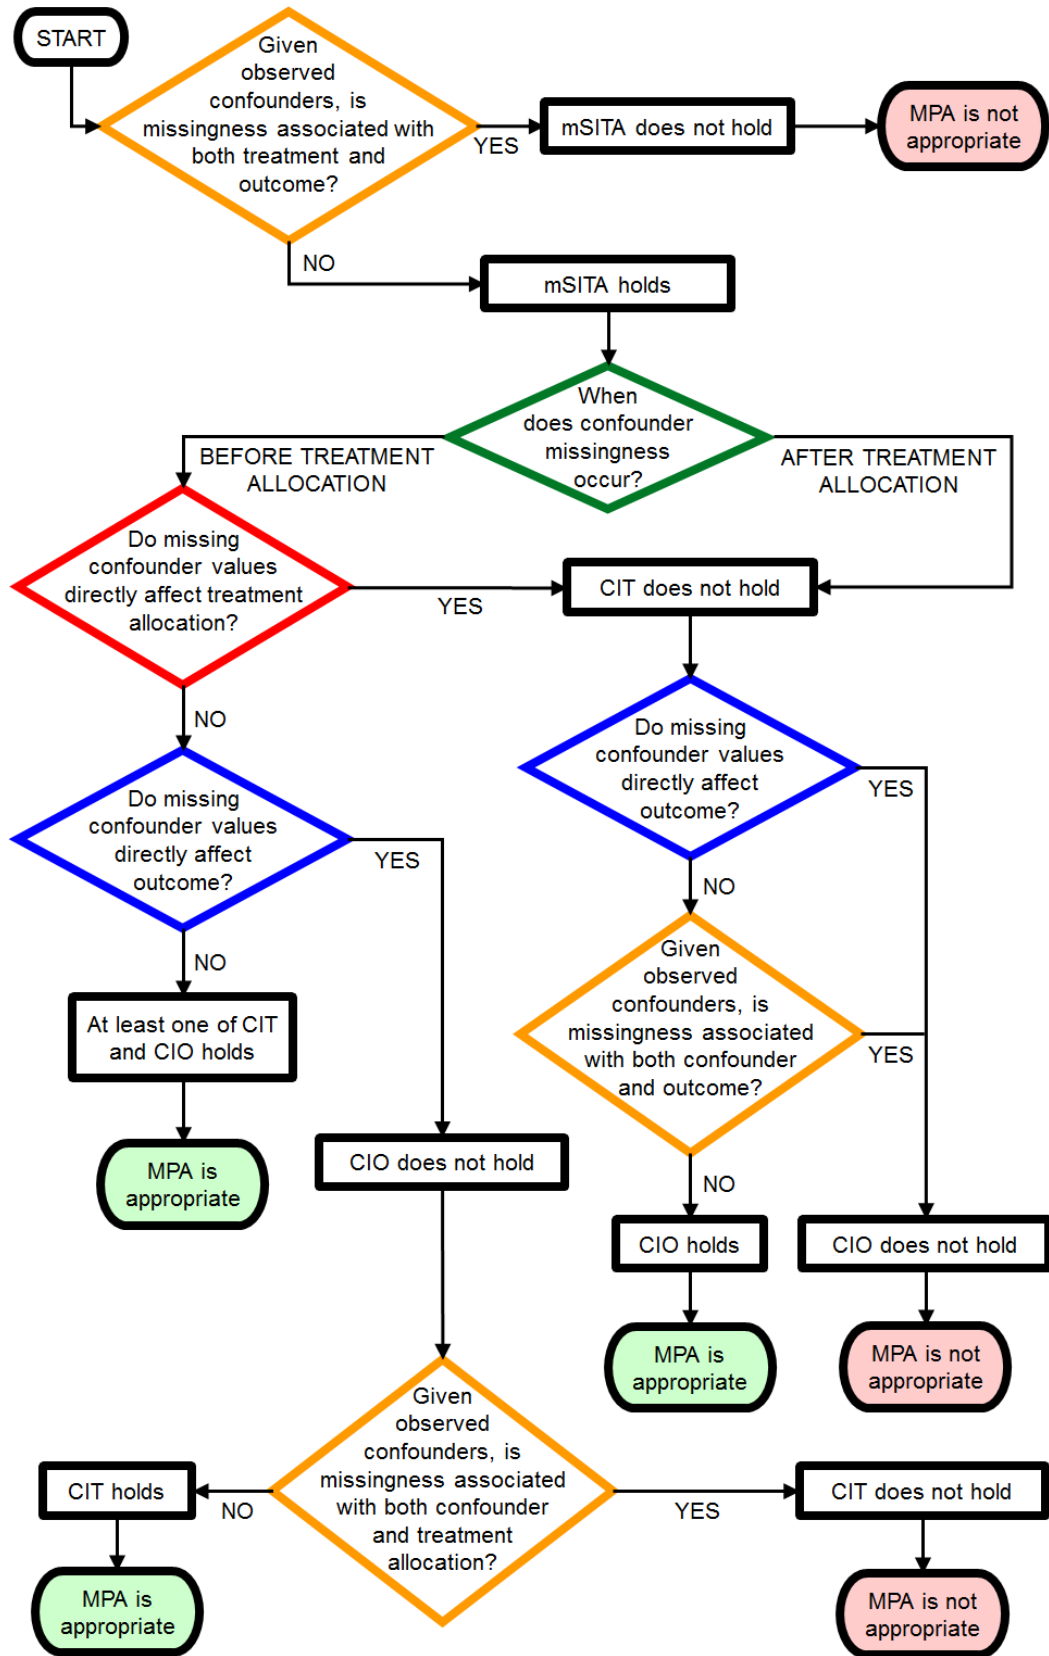 START
Given
observed
confounders, is
missingness associated with
both treatment and
outcome?
YES
mSITA does not hold
MPA is not
appropriate
NO
mSITA holds
When
does confounder
missingness
occur?
BEFORE TREATMENT
ALLOCATION
AFTER TREATMENT
ALLOCATION
Do missing
confounder values
directly affect treatment
allocation?
YES
CIT does not hold
NO
Do missing
confounder values
directly affect
outcome?
YES
NO
Do missing
confounder values
directly affect
outcome?
YES
NO
At least one of CIT
and CIO holds
MPA is
appropriate
Given
observed
confounders, is
missingness associated
with both confounder
and outcome?
YES
NO
CIO does not hold
CIO holds
CIO does not hold
MPA is
appropriate
MPA is not
appropriate
Given
observed
confounders, is
missingness associated
with both confounder
and treatment
allocation?
NO
CIT holds
MPA is
appropriate
YES
CIT does not hold
MPA is not
appropriate